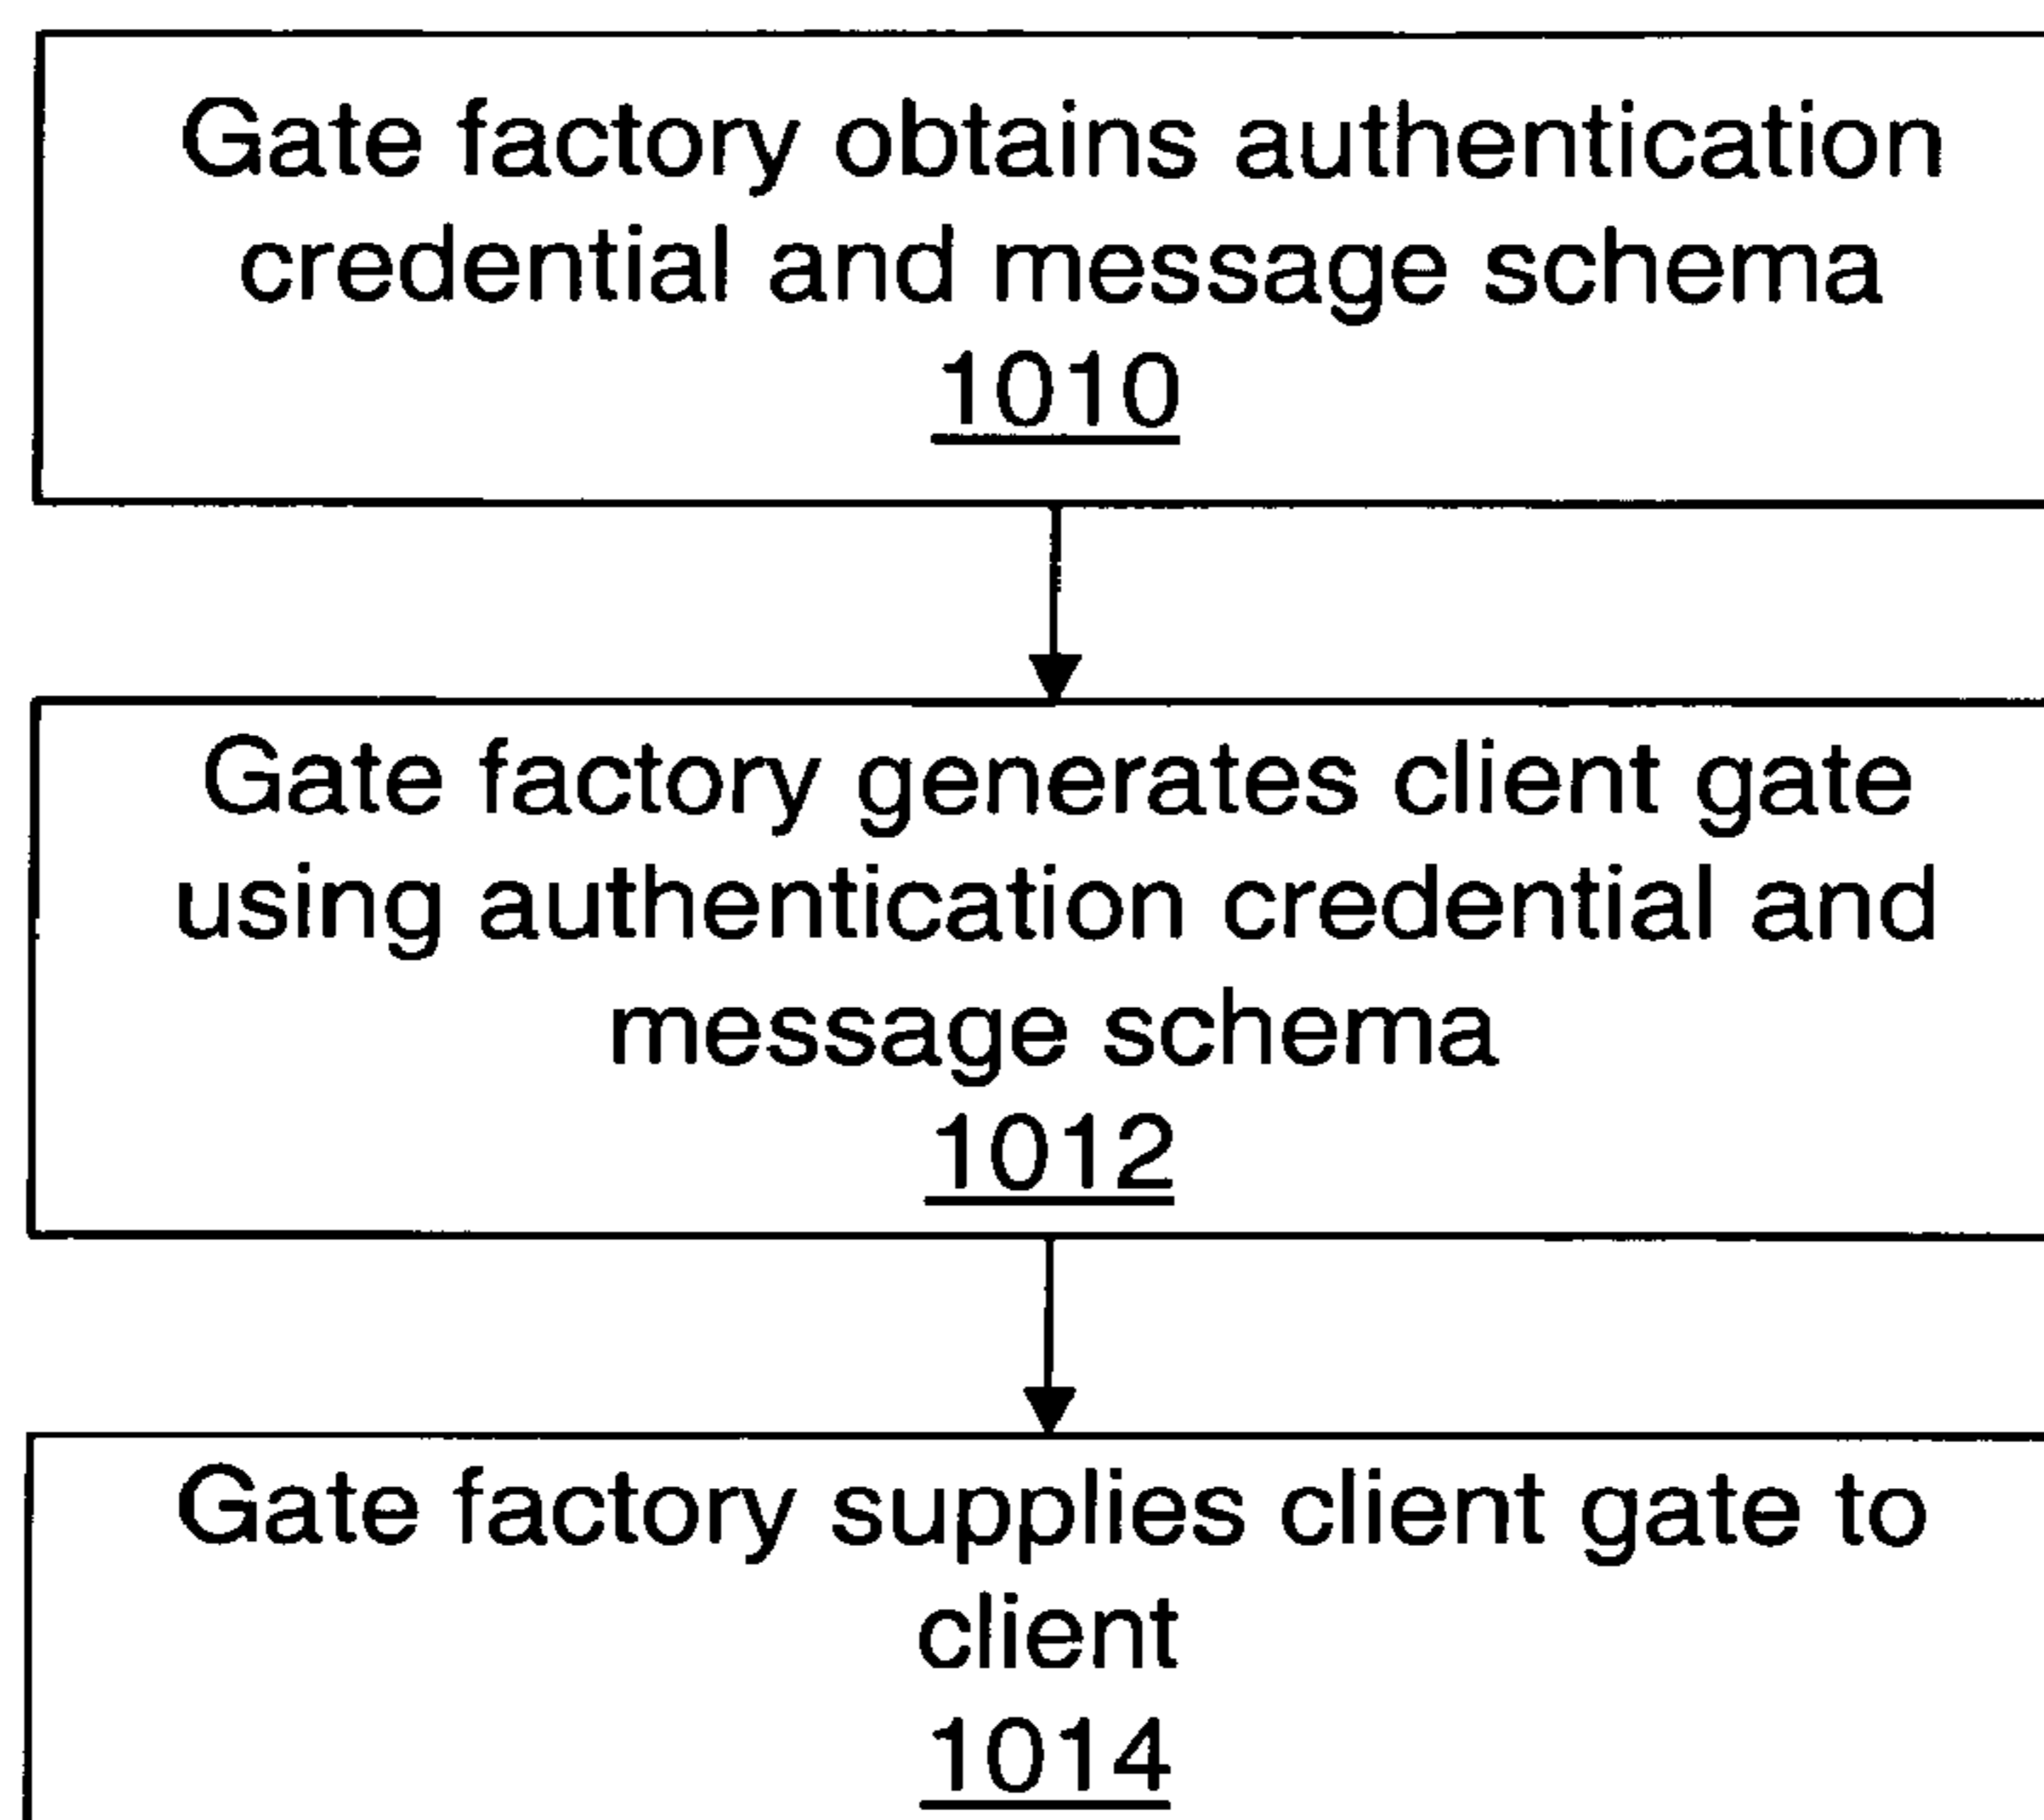 Gate factory obtains authentication
credential and message schema
1010
Gate factory generates client gate
using authentication credential and
message schema
1012
Gate factory supplies client gate to
client
1014